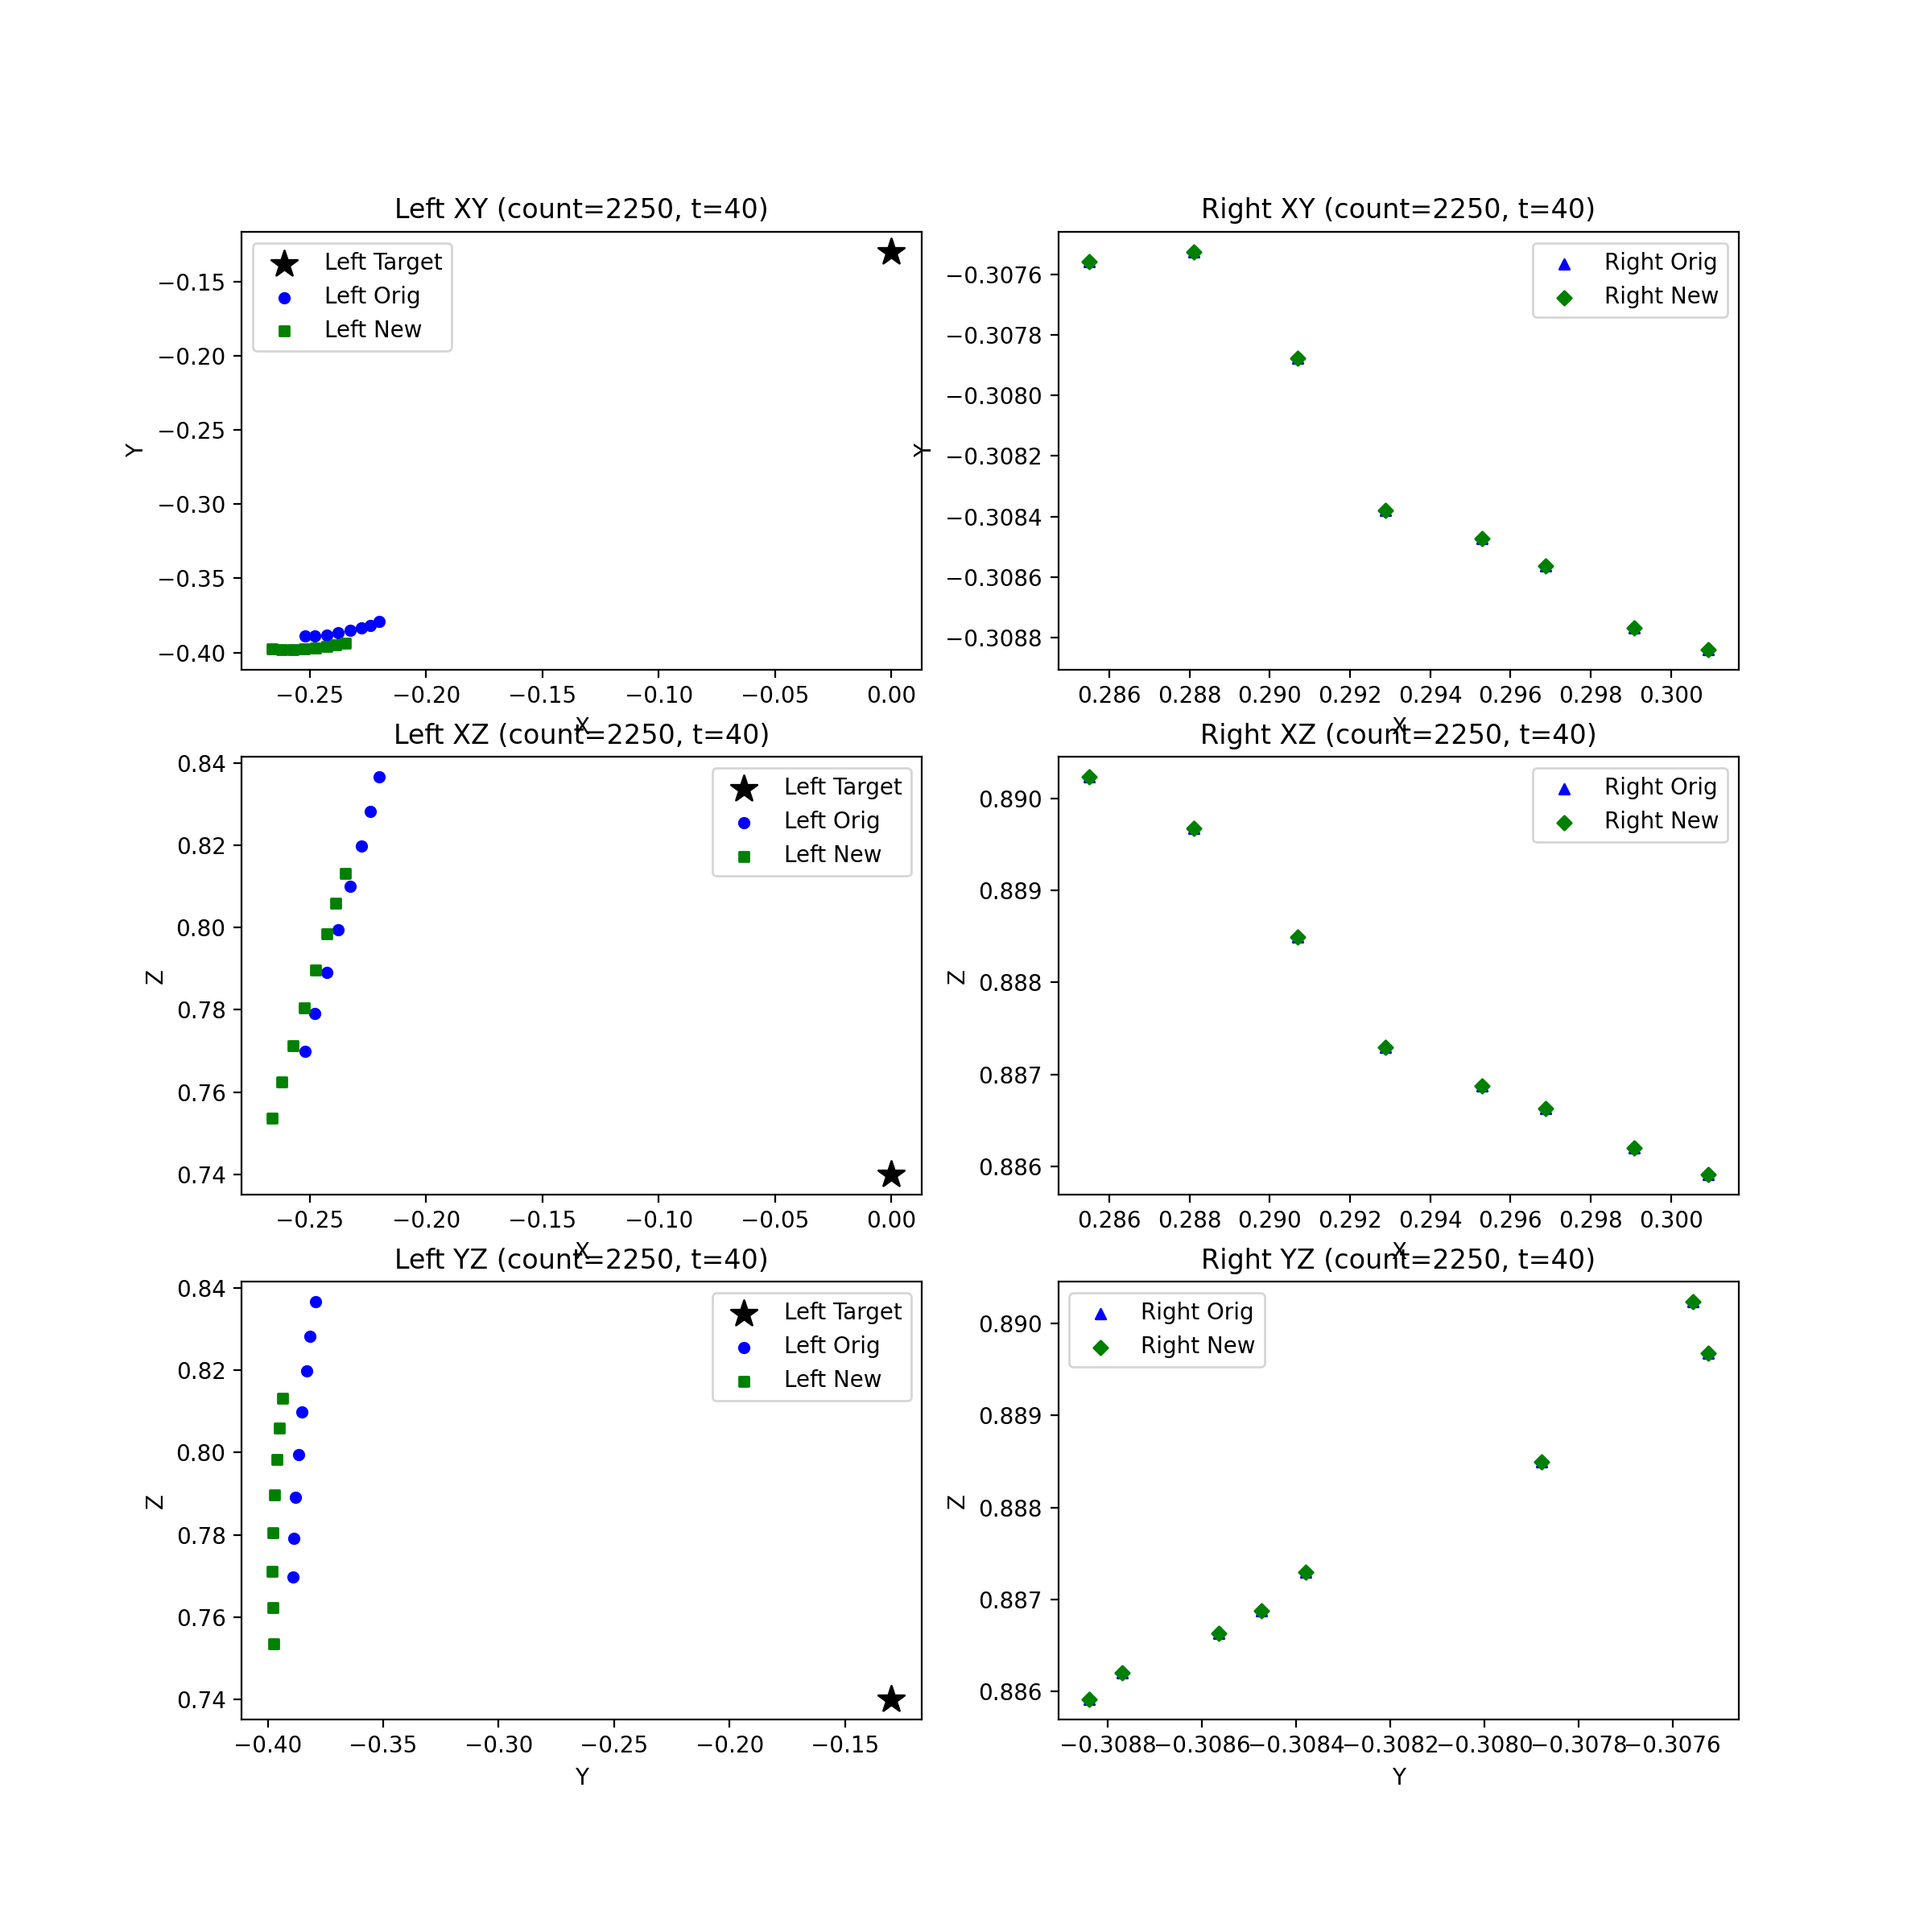 Left XY (count=2250, t=40)
Left Target
Left Orig
Left New
−0.15
−0.20
−0.25
−0.30
−0.35
−0.40
Y
−0.25 −0.20 −0.15 −0.10 −0.05 0.00
X
Right XY (count=2250, t=40)
Right Orig
Right New
−0.3076
−0.3078
−0.3080
−0.3082
−0.3084
−0.3086
−0.3088
Y
0.286 0.288 0.290 0.292 0.294 0.296 0.298 0.300
X
Left XZ (count=2250, t=40)
Left Target
Left Orig
Left New
0.84
0.82
0.80
0.78
0.76
0.74
Z
−0.25 −0.20 −0.15 −0.10 −0.05 0.00
X
Right XZ (count=2250, t=40)
Right Orig
Right New
0.890
0.889
0.888
0.887
0.886
Z
0.286 0.288 0.290 0.292 0.294 0.296 0.298 0.300
X
Left YZ (count=2250, t=40)
Left Target
Left Orig
Left New
0.84
0.82
0.80
0.78
0.76
0.74
Z
−0.40 −0.35 −0.30 −0.25 −0.20 −0.15
Y
Right YZ (count=2250, t=40)
Right Orig
Right New
0.890
0.889
0.888
0.887
0.886
Z
−0.3088 −0.3086 −0.3084 −0.3082 −0.3080 −0.3078 −0.3076
Y